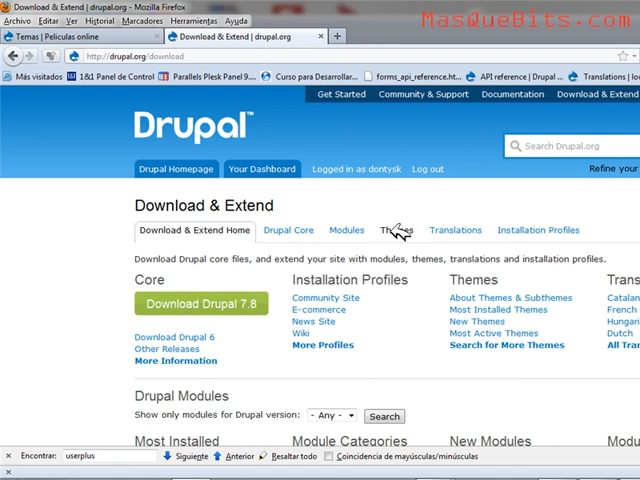 Download & Extend | drupal.org - Mozilla Firefox
MasQueBits.com
Archivo Editar Ver Historial Marcadores Herramientas Ayuda
Temas | Peliculas online
Download & Extend | drupal.org
http://drupal.org/download
Más visitados 1&1 Panel de Control Parallels Plesk Panel 9.... Curso para Desarrollar... forms_api_reference.ht... API reference | Drupal ... Translations | loc
Get Started Community & Support Documentation Download & Extend
Drupal™
Search Drupal.org
Drupal Homepage Your Dashboard Logged in as dontysk Log out
Refine your
Download & Extend
Download & Extend Home Drupal Core Modules Themes Translations Installation Profiles
Download Drupal core files, and extend your site with modules, themes, translations and installation profiles.
Core
Download Drupal 7.8
Download Drupal 6
Other Releases
More Information
Installation Profiles
Community Site
E-commerce
News Site
Wiki
More Profiles
Themes
About Themes & Subthemes
Most Installed Themes
New Themes
Most Active Themes
Search for More Themes
Trans
Catalan
French
Hungari
Dutch
All Tran
Drupal Modules
Show only modules for Drupal version: - Any - Search
Most Installed Module Categories New Modules Modu
Encontrar: userplus Siguiente Anterior Resaltar todo Coincidencia de mayúsculas/minúsculas